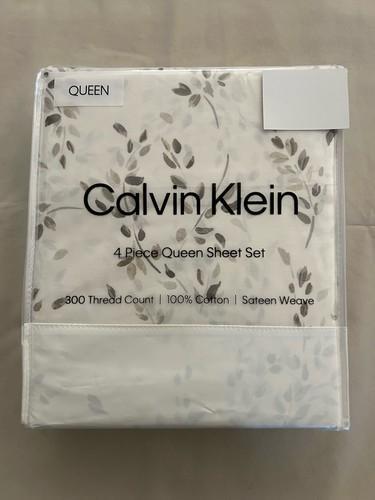 QUEEN
Calvin Klein
4 Piece Queen Sheet Set
300 Thread Count | 100% Cotton | Sateen Weave